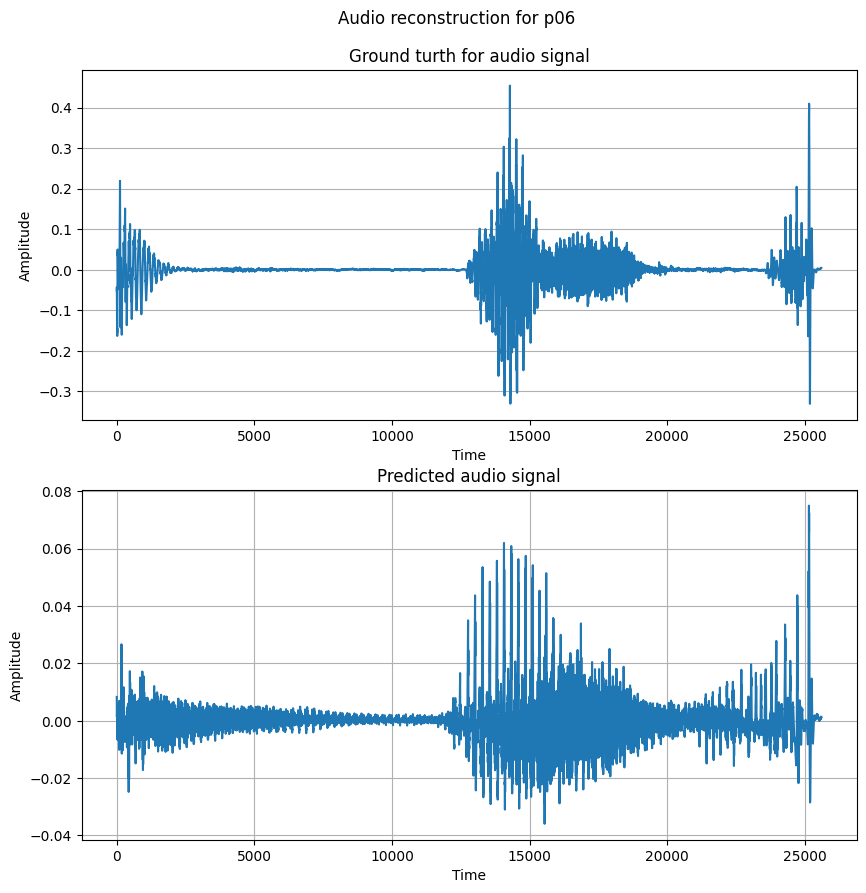 Audio reconstruction for p06
Ground turth for audio signal
Amplitude
0.4
0.3
0.2
0.1
0.0
−0.1
−0.2
−0.3
0 5000 10000 15000 20000 25000
Time
Predicted audio signal
Amplitude
0.08
0.06
0.04
0.02
0.00
−0.02
−0.04
0 5000 10000 15000 20000 25000
Time